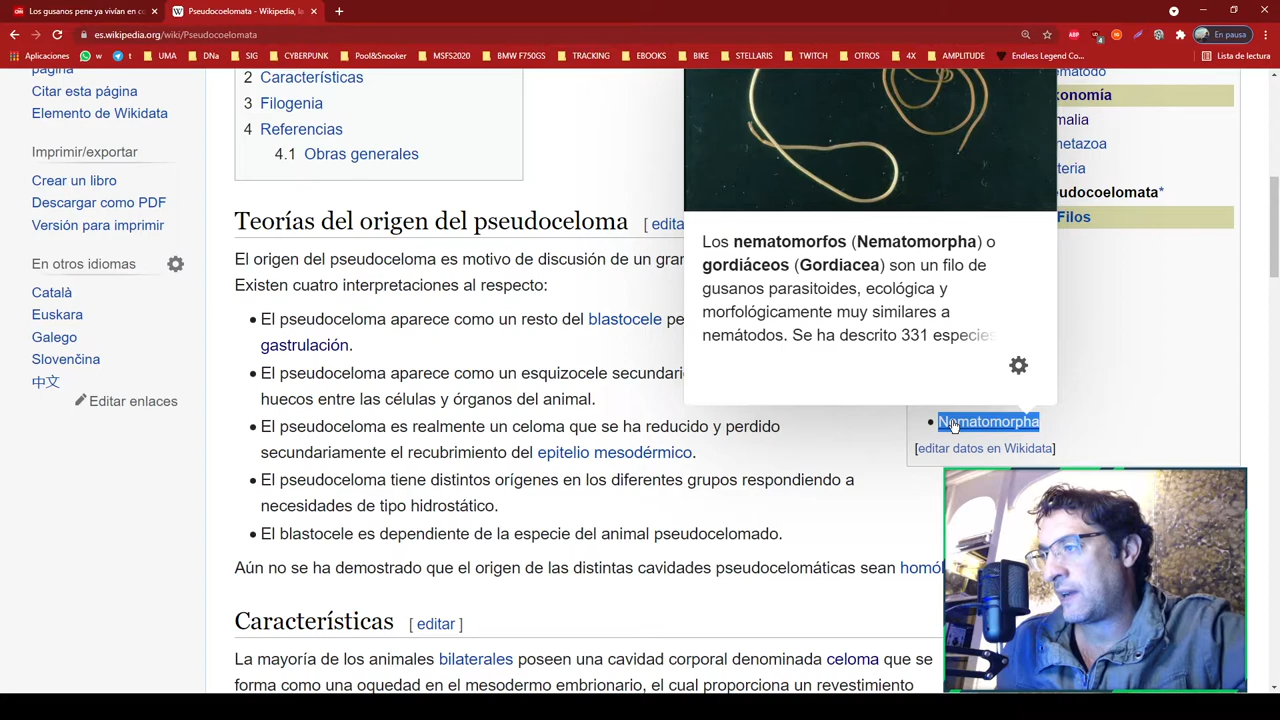 Los gusanos pene ya vivían en co
Pseudocoelomata - Wikipedia, la
es.wikipedia.org/wiki/Pseudocoelomata
En pausa
Aplicaciones
w
t
UMA
DNa
SIG
CYBERPUNK
Pool&Snooker
MSFS2020
BMW F750GS
TRACKING
EBOOKS
BIKE
STELLARIS
TWITCH
OTROS
4X
AMPLITUDE
Endless Legend Co...
Lista de lectura
página
Citar esta página
Elemento de Wikidata
Imprimir/exportar
Crear un libro
Descargar como PDF
Versión para imprimir
En otros idiomas
Català
Euskara
Galego
Slovenčina
中文
Editar enlaces
2 Características
3 Filogenia
4 Referencias
4.1 Obras generales
Teorías del origen del pseudoceloma [ edita
El origen del pseudoceloma es motivo de discusión de un gran
Existen cuatro interpretaciones al respecto:
• El pseudoceloma aparece como un resto del blastocele pe
gastrulación.
• El pseudoceloma aparece como un esquizocele secundari
huecos entre las células y órganos del animal.
• El pseudoceloma es realmente un celoma que se ha reducido y perdido
secundariamente el recubrimiento del epitelio mesodérmico.
• El pseudoceloma tiene distintos orígenes en los diferentes grupos respondiendo a
necesidades de tipo hidrostático.
• El blastocele es dependiente de la especie del animal pseudocelomado.
Aún no se ha demostrado que el origen de las distintas cavidades pseudocelomáticas sean homól
Características [ editar ]
La mayoría de los animales bilaterales poseen una cavidad corporal denominada celoma que se
forma como una oquedad en el mesodermo embrionario, el cual proporciona un revestimiento
Los nematomorfos (Nematomorpha) o
gordiáceos (Gordiacea) son un filo de
gusanos parasitoides, ecológica y
morfológicamente muy similares a
nemátodos. Se ha descrito 331 especies
nematodo
xonomía
malia
metazoa
teria
eudocoelomata*
Filos
• Nematomorpha
[editar datos en Wikidata]